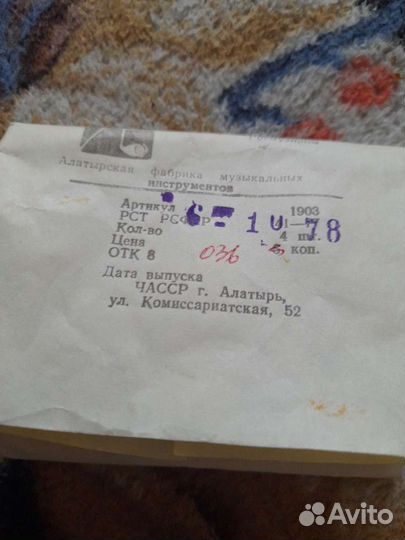 Алатырская фабрика музыкальных
инструментов
Артикул 1903
РСТ РСФСР
Кол-во 4 шт.
Цена коп.
ОТК 8
6- 10 78
036
Дата выпуска
ЧАССР г. Алатырь,
ул. Комиссариатская, 52
Avito